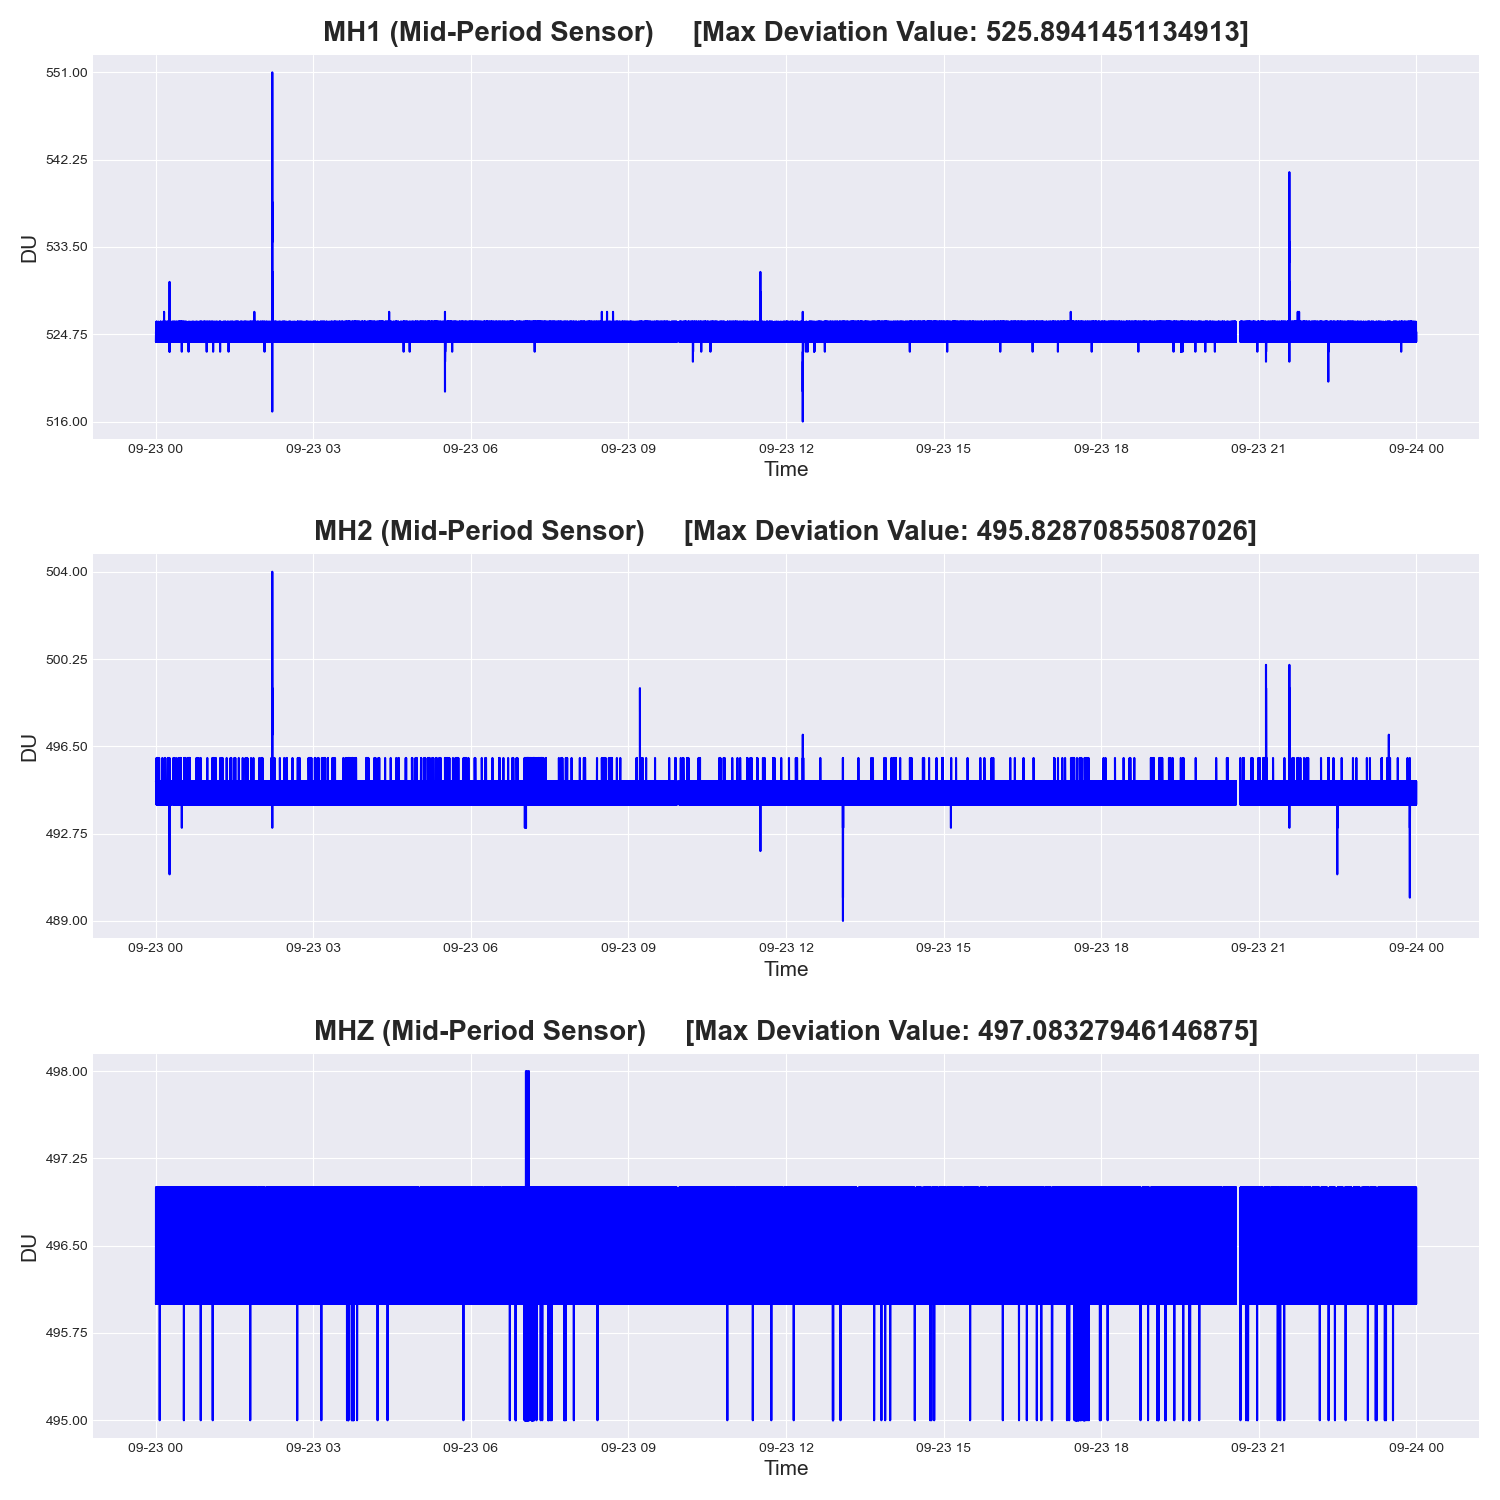 MH1 (Mid-Period Sensor) [Max Deviation Value: 525.8941451134913]
551.00
542.25
533.50
524.75
516.00
DU
09-23 00 09-23 03 09-23 06 09-23 09 09-23 12 09-23 15 09-23 18 09-23 21 09-24 00
Time
MH2 (Mid-Period Sensor) [Max Deviation Value: 495.82870855087026]
504.00
500.25
496.50
492.75
489.00
DU
09-23 00 09-23 03 09-23 06 09-23 09 09-23 12 09-23 15 09-23 18 09-23 21 09-24 00
Time
MHZ (Mid-Period Sensor) [Max Deviation Value: 497.08327946146875]
498.00
497.25
496.50
495.75
495.00
DU
09-23 00 09-23 03 09-23 06 09-23 09 09-23 12 09-23 15 09-23 18 09-23 21 09-24 00
Time